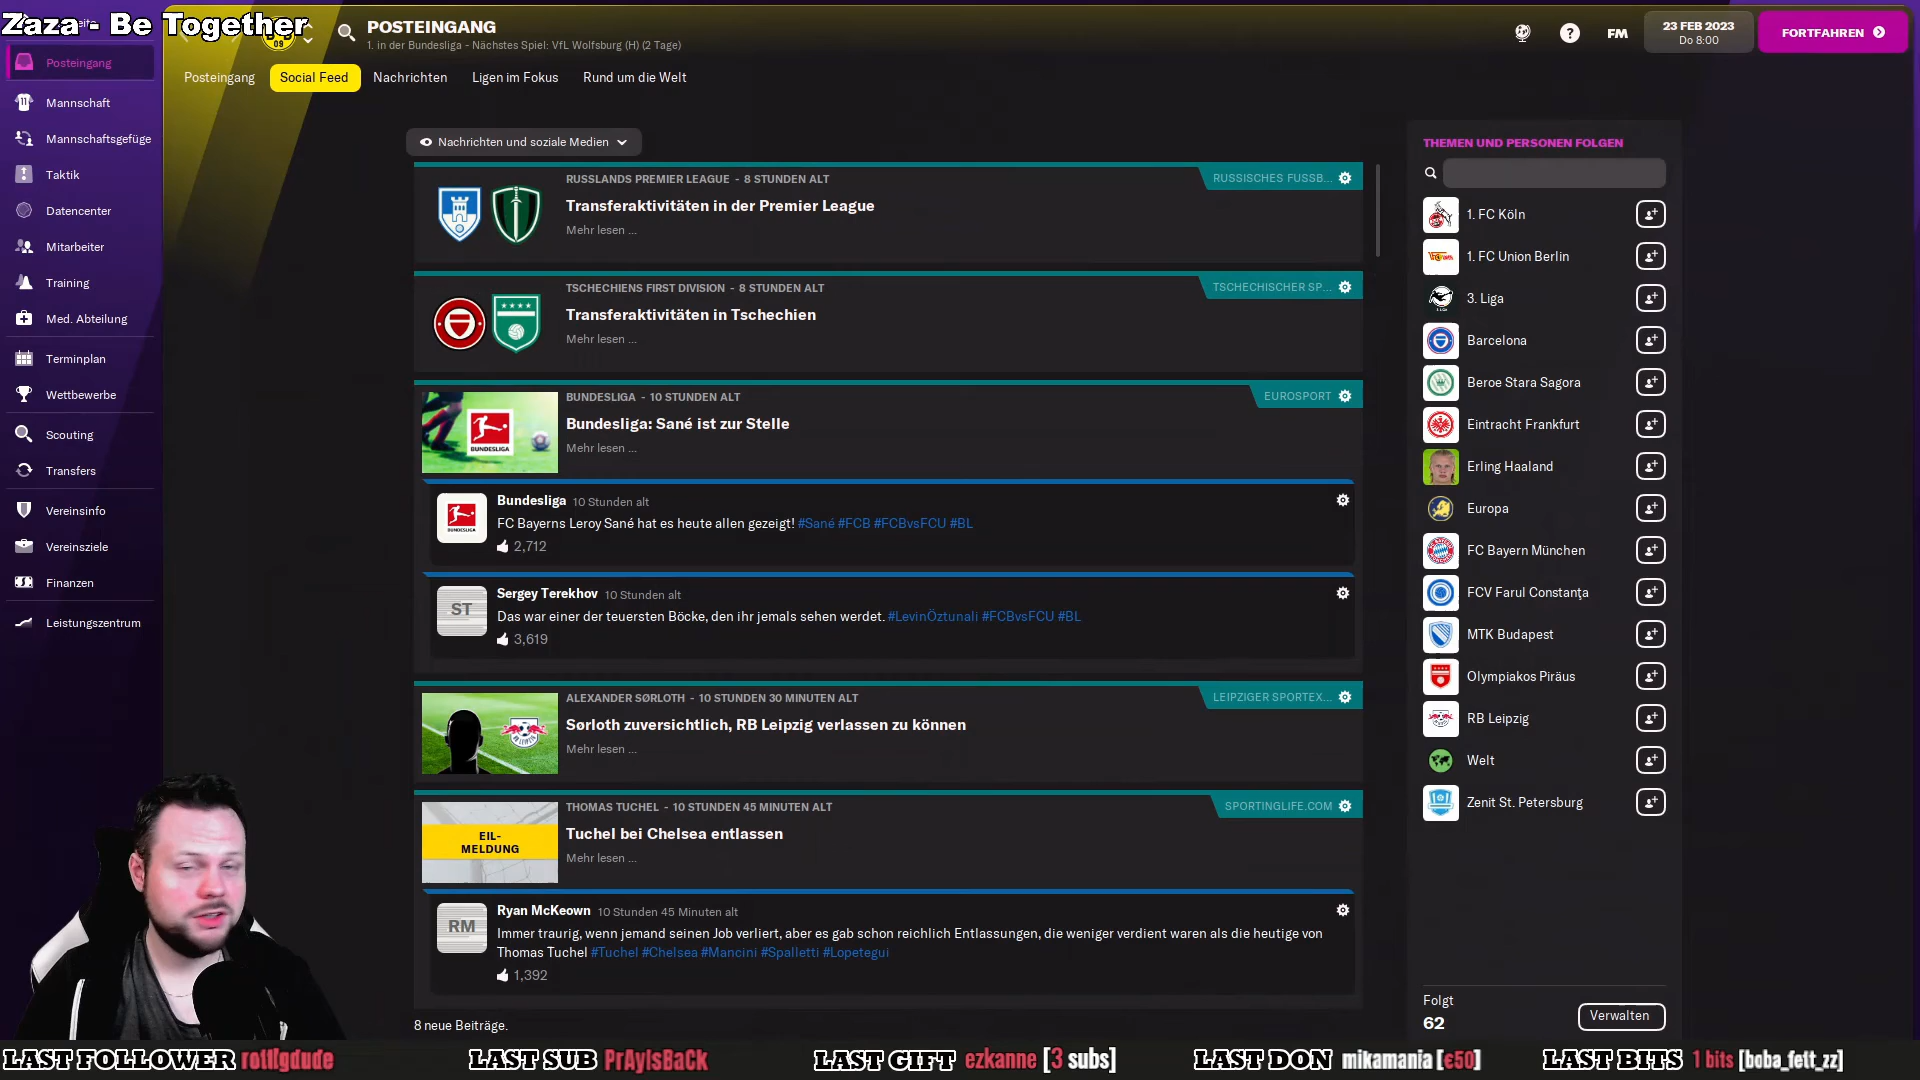 Zaza - Be Together
POSTEINGANG
1. in der Bundesliga - Nächstes Spiel: VfL Wolfsburg (H) (2 Tage)
FM
23 FEB 2023
Do 8:00
FORTFAHREN
Posteingang
Social Feed
Nachrichten
Ligen im Fokus
Rund um die Welt
Posteingang
Mannschaft
Mannschaftsgefüge
Taktik
Datencenter
Mitarbeiter
Training
Med. Abteilung
Terminplan
Wettbewerbe
Scouting
Transfers
Vereinsinfo
Vereinsziele
Finanzen
Leistungszentrum
Nachrichten und soziale Medien
RUSSLANDS PREMIER LEAGUE - 8 STUNDEN ALT
RUSSISCHES FUSSB...
Transferaktivitäten in der Premier League
Mehr lesen ...
TSCHECHIENS FIRST DIVISION - 8 STUNDEN ALT
TSCHECHISCHER SP...
Transferaktivitäten in Tschechien
Mehr lesen ...
BUNDESLIGA - 10 STUNDEN ALT
EUROSPORT
Bundesliga: Sané ist zur Stelle
Mehr lesen ...
BUNDESLIGA
Bundesliga 10 Stunden alt
FC Bayerns Leroy Sané hat es heute allen gezeigt! #Sané #FCB #FCBvsFCU #BL
2,712
BUNDESLIGA
ST
Sergey Terekhov 10 Stunden alt
Das war einer der teuersten Böcke, den ihr jemals sehen werdet. #LevinÖztunali #FCBvsFCU #BL
3,619
ALEXANDER SØRLOTH - 10 STUNDEN 30 MINUTEN ALT
LEIPZIGER SPORTEX...
Sørloth zuversichtlich, RB Leipzig verlassen zu können
Mehr lesen ...
THOMAS TUCHEL - 10 STUNDEN 45 MINUTEN ALT
SPORTINGLIFE.COM
EIL-
MELDUNG
Tuchel bei Chelsea entlassen
Mehr lesen ...
RM
Ryan McKeown 10 Stunden 45 Minuten alt
Immer traurig, wenn jemand seinen Job verliert, aber es gab schon reichlich Entlassungen, die weniger verdient waren als die heutige von
Thomas Tuchel #Tuchel #Chelsea #Mancini #Spalletti #Lopetegui
1,392
8 neue Beiträge.
THEMEN UND PERSONEN FOLGEN
1. FC Köln
1. FC Union Berlin
3. Liga
Barcelona
Beroe Stara Sagora
Eintracht Frankfurt
Erling Haaland
Europa
FC Bayern München
FCV Farul Constanţa
MTK Budapest
Olympiakos Piräus
RB Leipzig
Welt
Zenit St. Petersburg
Folgt
62
Verwalten
LAST FOLLOWER rottigdude
LAST SUB PrAyIsBaCk
LAST GIFT ezkanne [3 subs]
LAST DON mikamania [€50]
LAST BITS 1 bits [boba_fett_zz]